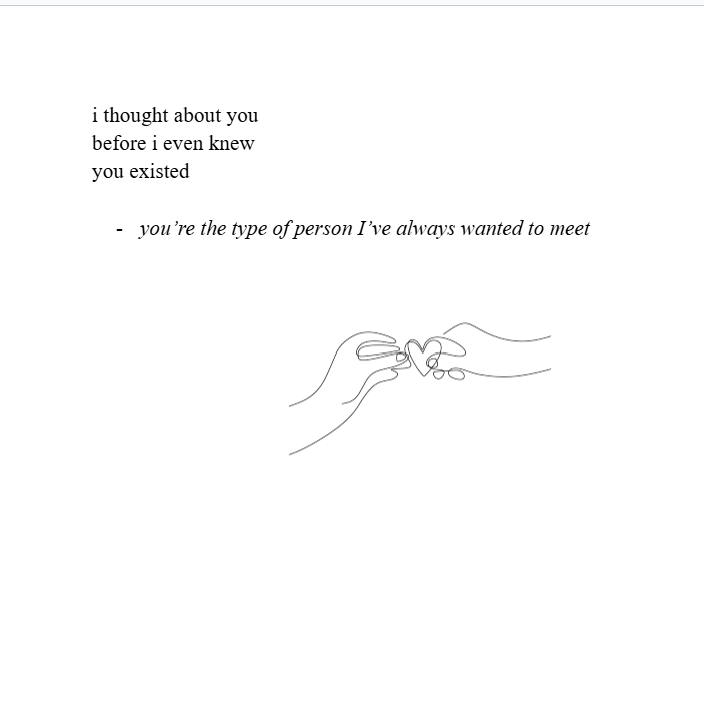 i thought about you
before i even knew
you existed
- you’re the type of person I’ve always wanted to meet